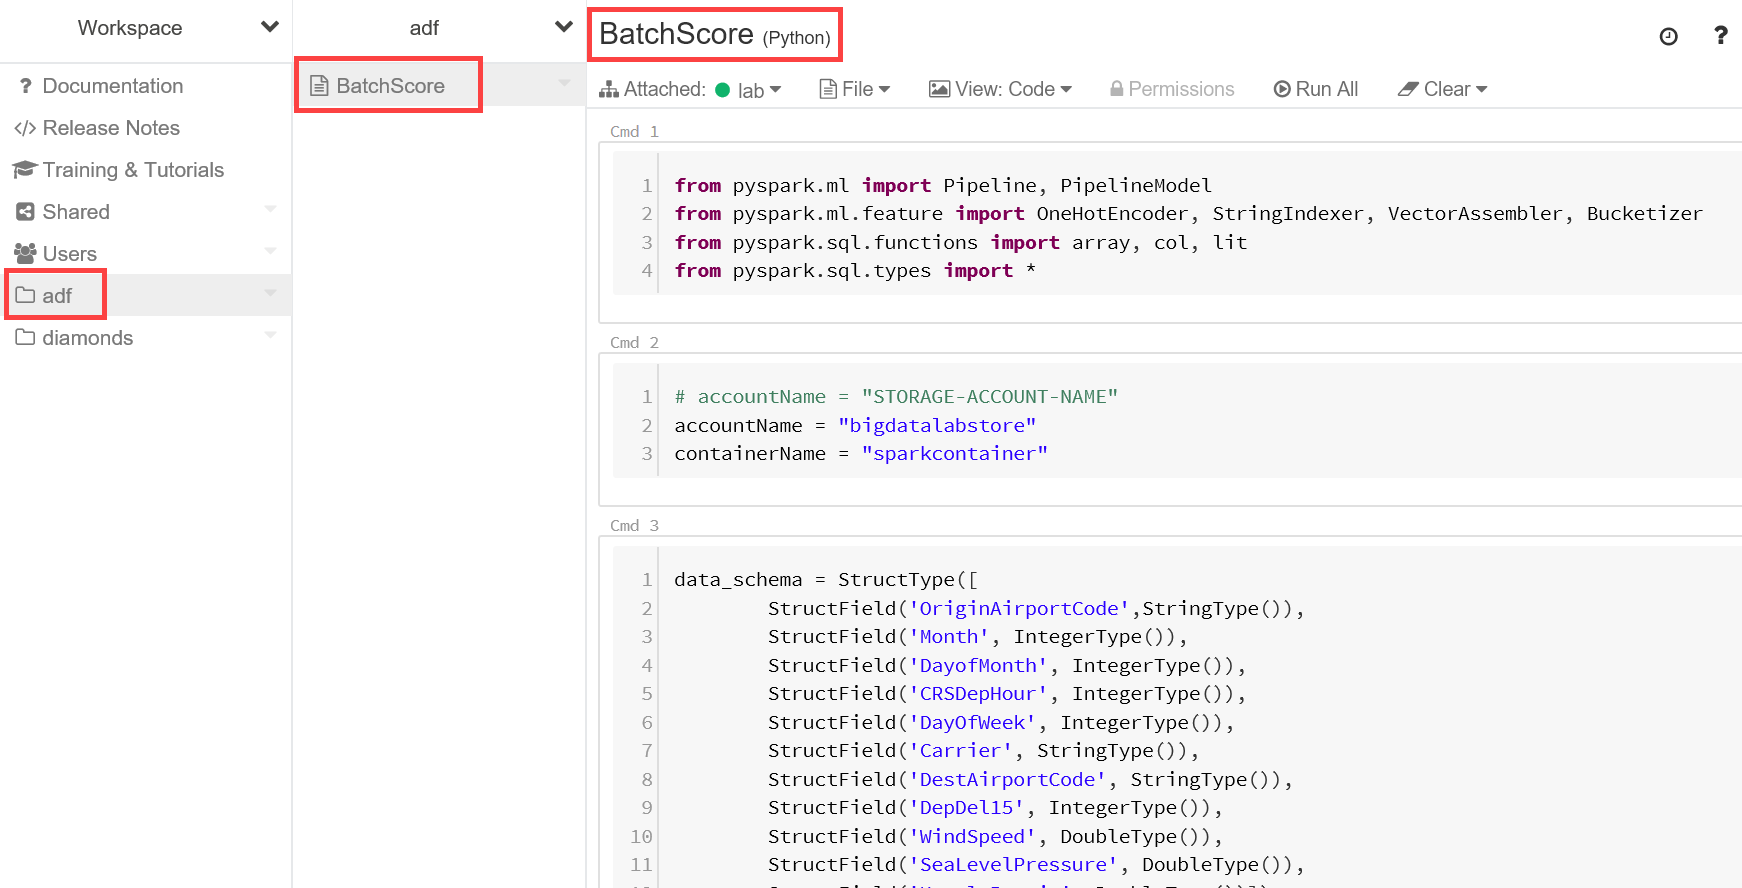 Workspace
Documentation
Release Notes
Training & Tutorials
Shared
Users
adf
diamonds
adf
BatchScore
BatchScore (Python)
Attached: lab File View: Code Permissions Run All Clear
Cmd 1
1 from pyspark.ml import Pipeline, PipelineModel
2 from pyspark.ml.feature import OneHotEncoder, StringIndexer, VectorAssembler, Bucketizer
3 from pyspark.sql.functions import array, col, lit
4 from pyspark.sql.types import *
Cmd 2
1 # accountName = "STORAGE-ACCOUNT-NAME"
2 accountName = "bigdatalabstore"
3 containerName = "sparkcontainer"
Cmd 3
1 data_schema = StructType([
2 StructField('OriginAirportCode',StringType()),
3 StructField('Month', IntegerType()),
4 StructField('DayofMonth', IntegerType()),
5 StructField('CRSDepHour', IntegerType()),
6 StructField('DayOfWeek', IntegerType()),
7 StructField('Carrier', StringType()),
8 StructField('DestAirportCode', StringType()),
9 StructField('DepDel15', IntegerType()),
10 StructField('WindSpeed', DoubleType()),
11 StructField('SeaLevelPressure', DoubleType()),